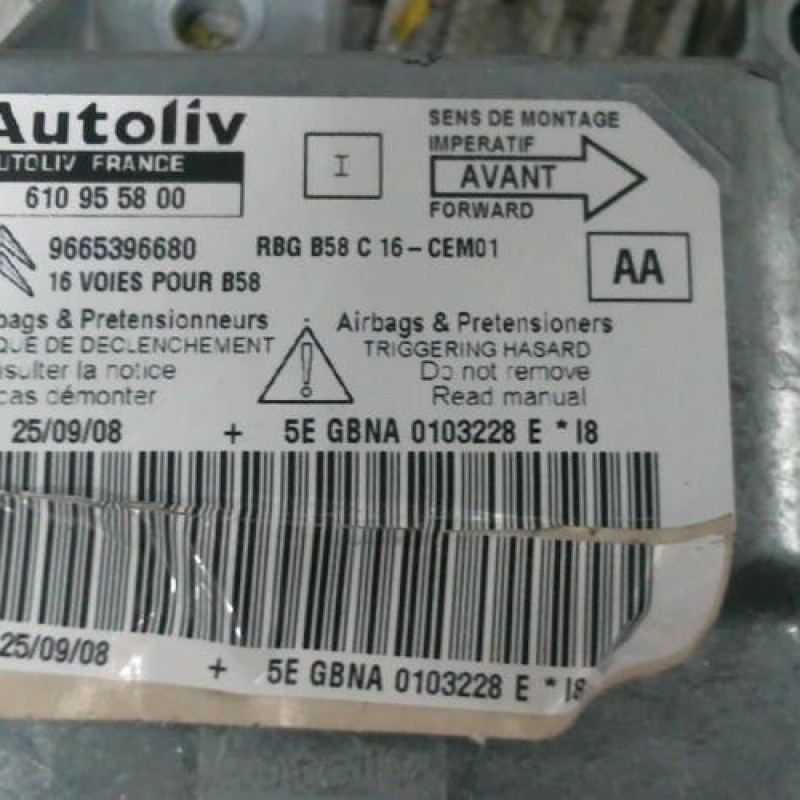 Autoliv
AUTOLIV FRANCE
610 95 58 00
I
SENS DE MONTAGE
IMPERATIF
AVANT
FORWARD
9665396680 RBG B58 C 16-CEM01
16 VOIES POUR B58
AA
bags & Pretensionneurs
QUE DE DECLENCHEMENT
nsulter la notice
cas démonter
Airbags & Pretensioners
TRIGGERING HASARD
Do not remove
Read manual
25/09/08 + 5E GBNA 0103228 E * I8
25/09/08 + 5E GBNA 0103228 E * I8